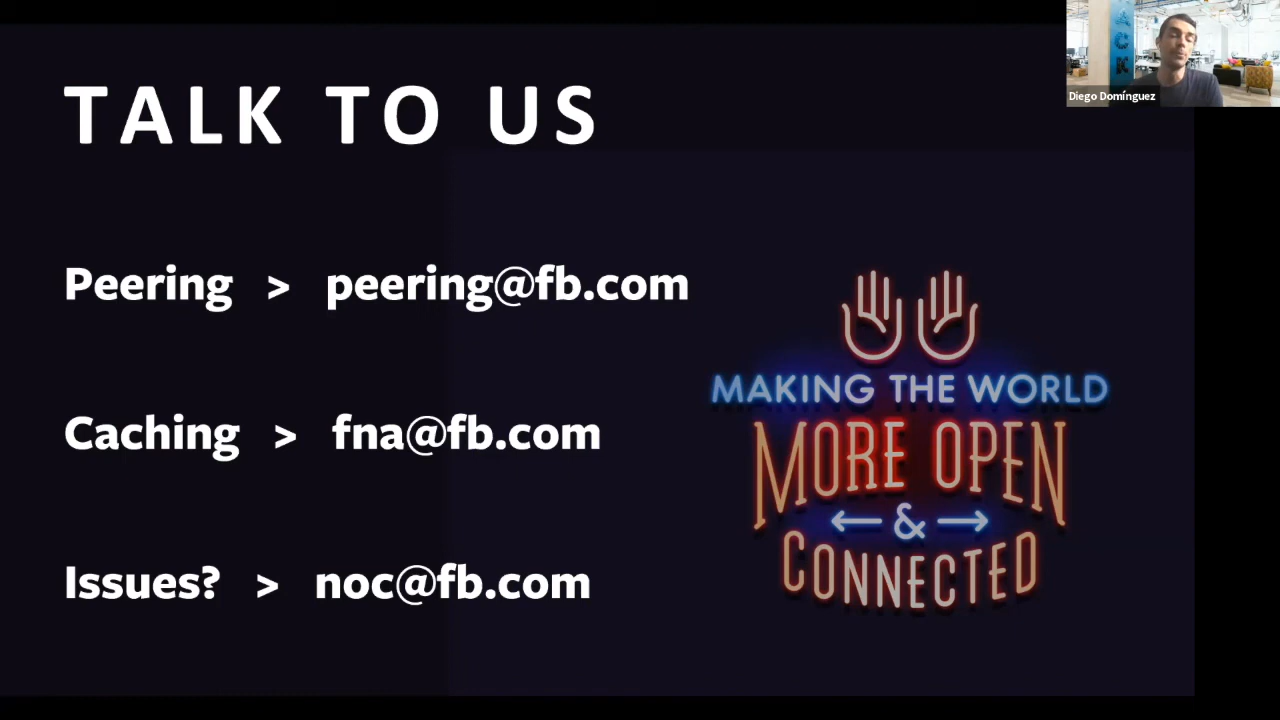 TALK TO US
Peering > peering@fb.com
Caching > fna@fb.com
Issues? > noc@fb.com
MAKING THE WORLD
MORE OPEN
&
CONNECTED
ACK
Diego Domínguez